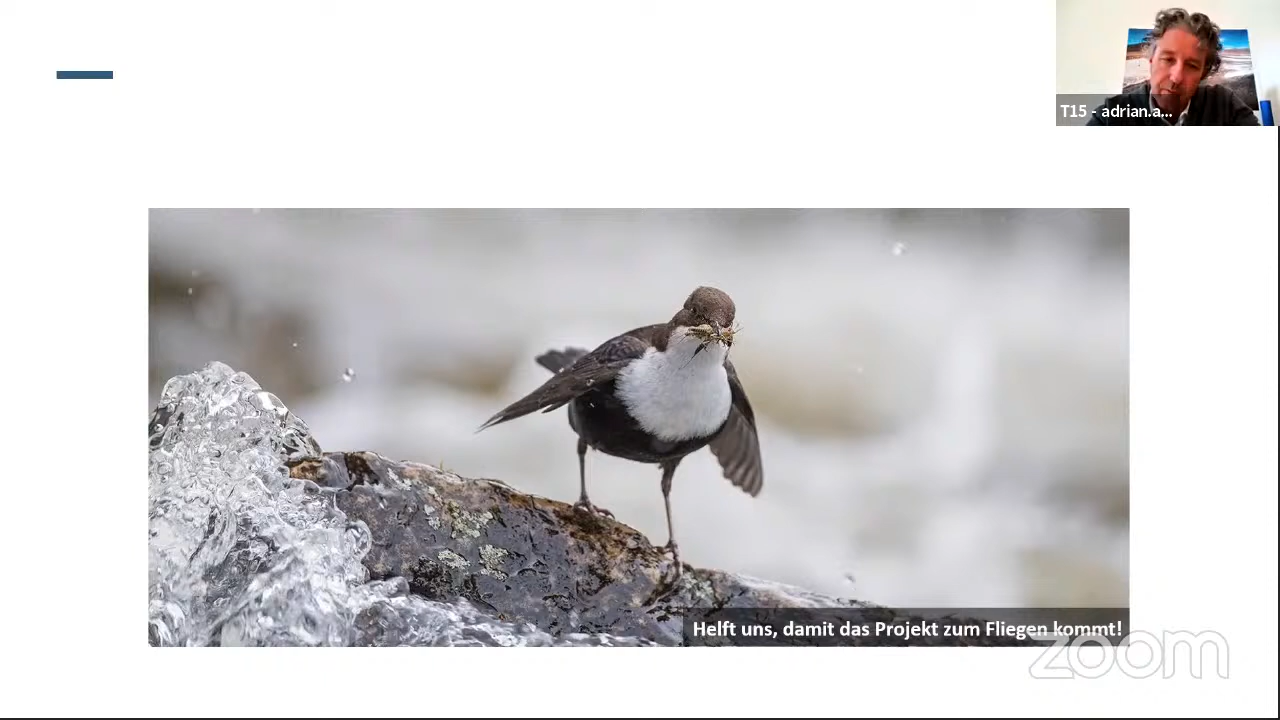 T15 - adrian.a...
Helft uns, damit das Projekt zum Fliegen kommt!
zoom